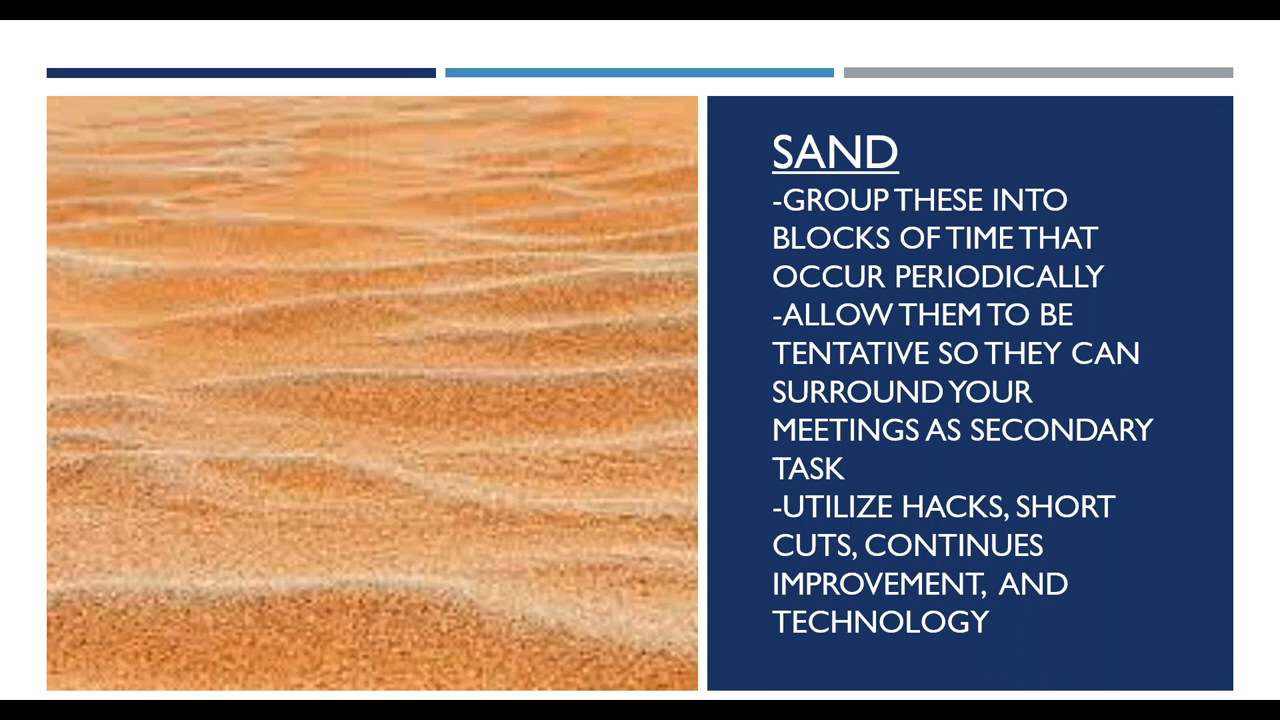 SAND
-GROUP THESE INTO
BLOCKS OF TIME THAT
OCCUR PERIODICALLY
-ALLOW THEM TO BE
TENTATIVE SO THEY CAN
SURROUND YOUR
MEETINGS AS SECONDARY
TASK
-UTILIZE HACKS, SHORT
CUTS, CONTINUES
IMPROVEMENT, AND
TECHNOLOGY